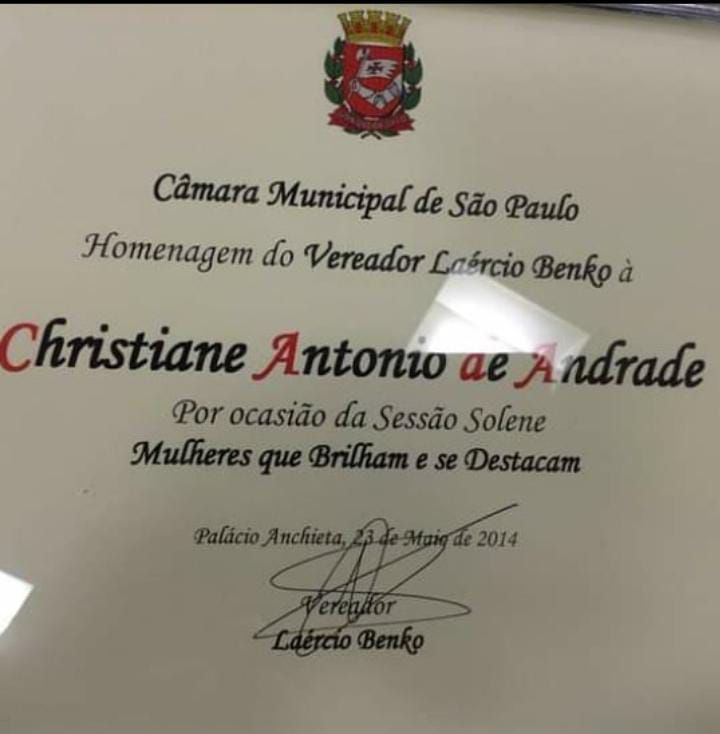 Câmara Municipal de São Paulo
Homenagem do Vereador Laércio Benko à
Christiane Antonio de Andrade
Por ocasião da Sessão Solene
Mulheres que Brilham e se Destacam
Palácio Anchieta, 23 de Maio de 2014
Vereador
Laércio Benko